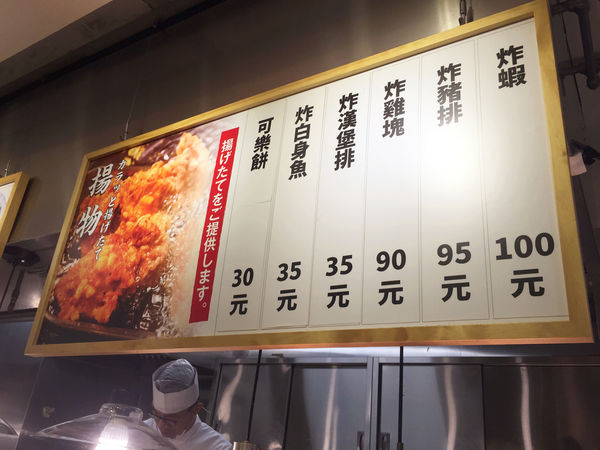 カラッと揚げたて
揚物
揚げたてをご提供します。
可樂餅
30元
炸白身魚
35元
炸漢堡排
35元
炸雞塊
90元
炸豬排
95元
炸蝦
100元